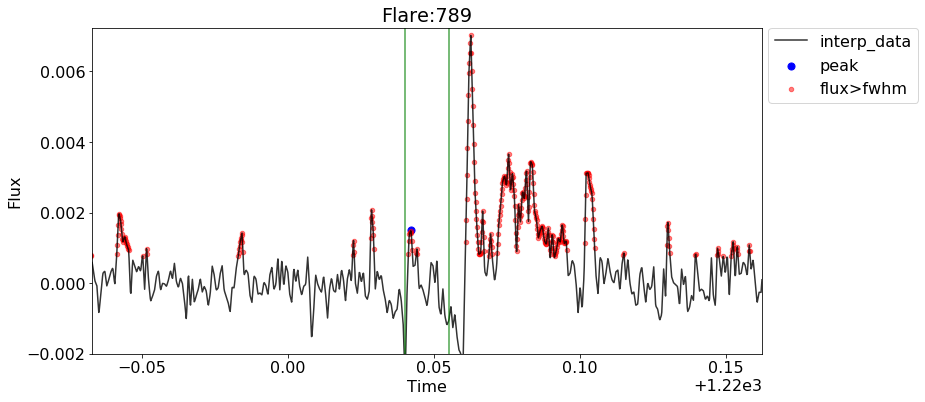 Flare:789
interp_data
peak
flux>fwhm
Flux
0.006
0.004
0.002
0.000
−0.002
−0.05
0.00
0.05
0.10
0.15
Time
+1.22e3